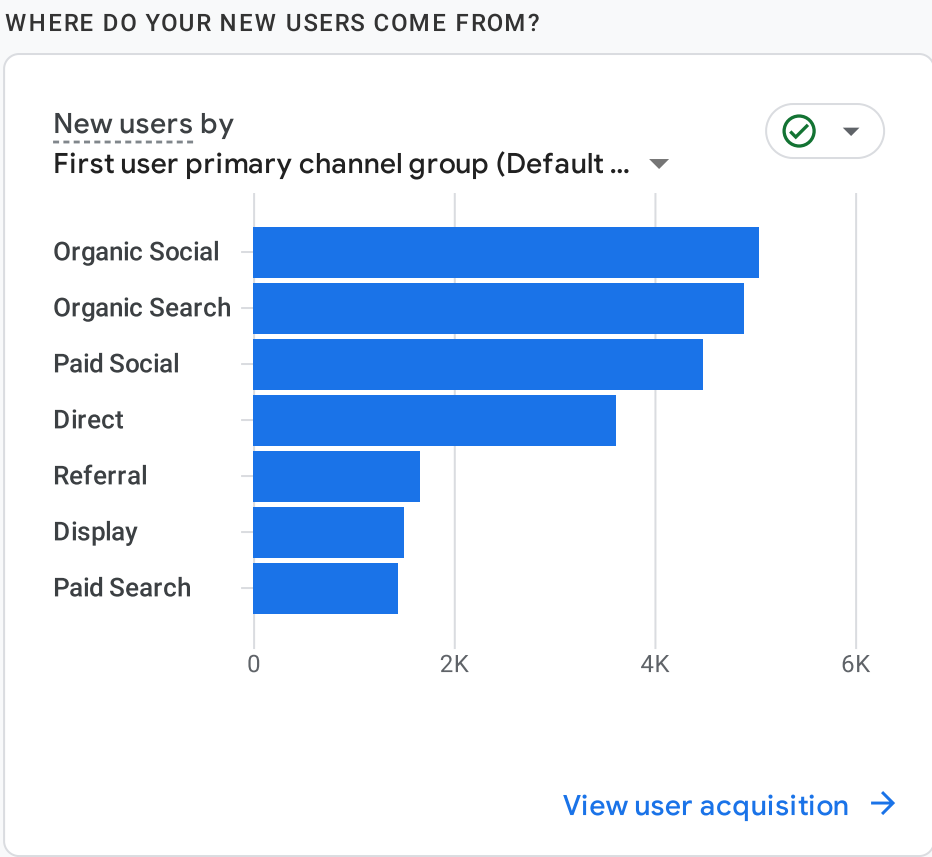 WHERE DO YOUR NEW USERS COME FROM?
New users by
First user primary channel group (Default ...
Organic Social
Organic Search
Paid Social
Direct
Referral
Display
Paid Search
0 2K 4K 6K
View user acquisition